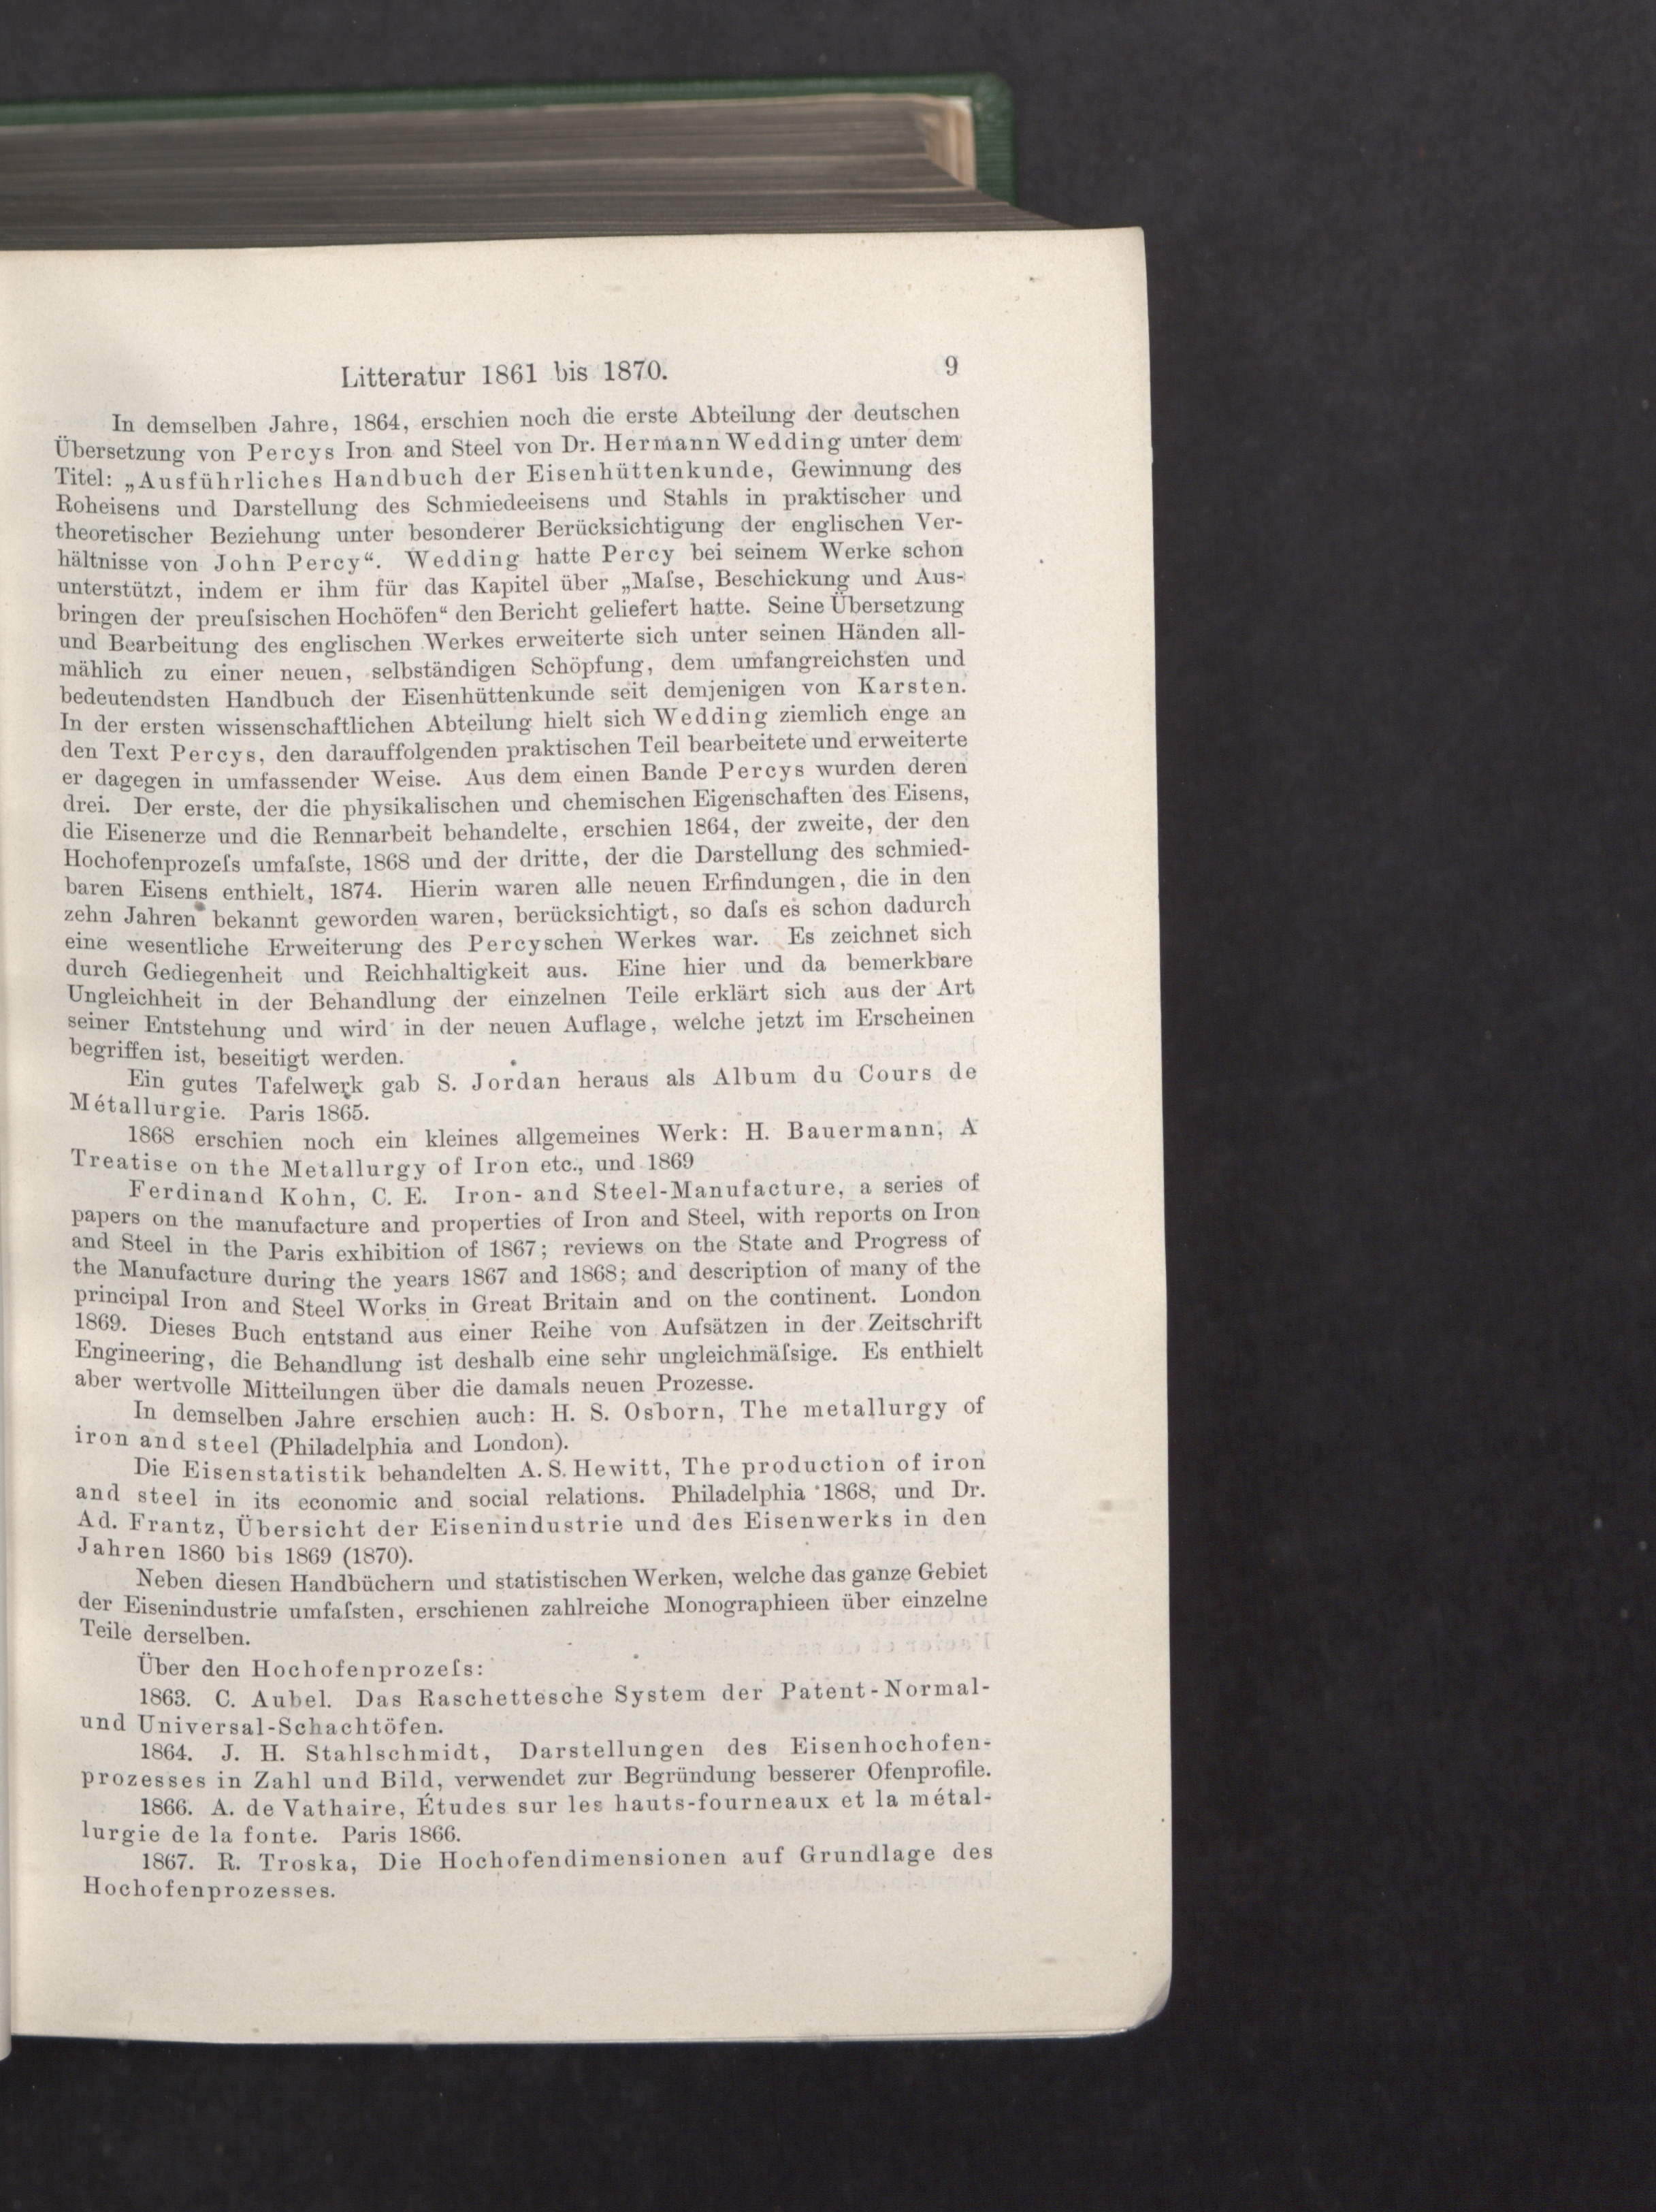 Litteratur 1861 bis 1870. 9
In demselben Jahre, 1864, erschien noch die erste Abteilung der deutschen
Übersetzung von Percys Iron and Steel von Dr. Hermann Wedding unter dem
Titel: „Ausführliches Handbuch der Eisenhüttenkunde, Gewinnung des
Roheisens und Darstellung des Schmiedeeisens und Stahls in praktischer und
theoretischer Beziehung unter besonderer Berücksichtigung der englischen Ver-
hältnisse von John Percy“. Wedding hatte Percy bei seinem Werke schon
unterstützt, indem er ihm für das Kapitel über „Maſse, Beschickung und Aus-
bringen der preuſsischen Hochöfen“ den Bericht geliefert hatte. Seine Übersetzung
und Bearbeitung des englischen Werkes erweiterte sich unter seinen Händen all-
mählich zu einer neuen, selbständigen Schöpfung, dem umfangreichsten und
bedeutendsten Handbuch der Eisenhüttenkunde seit demjenigen von Karsten.
In der ersten wissenschaftlichen Abteilung hielt sich Wedding ziemlich enge an
den Text Percys, den darauffolgenden praktischen Teil bearbeitete und erweiterte
er dagegen in umfassender Weise. Aus dem einen Bande Percys wurden deren
drei. Der erste, der die physikalischen und chemischen Eigenschaften des Eisens,
die Eisenerze und die Rennarbeit behandelte, erschien 1864, der zweite, der den
Hochofenprozeſs umfaſste, 1868 und der dritte, der die Darstellung des schmied-
baren Eisens enthielt, 1874. Hierin waren alle neuen Erfindungen, die in den
zehn Jahren bekannt geworden waren, berücksichtigt, so daſs es schon dadurch
eine wesentliche Erweiterung des Percyschen Werkes war. Es zeichnet sich
durch Gediegenheit und Reichhaltigkeit aus. Eine hier und da bemerkbare
Ungleichheit in der Behandlung der einzelnen Teile erklärt sich aus der Art
seiner Entstehung und wird in der neuen Auflage, welche jetzt im Erscheinen
begriffen ist, beseitigt werden.
Ein gutes Tafelwerk gab S. Jordan heraus als Album du Cours de
Métallurgie. Paris 1865.
1868 erschien noch ein kleines allgemeines Werk: H. Bauermann, A
Treatise on the Metallurgy of Iron etc., und 1869
Ferdinand Kohn, C. E. Iron- and Steel-Manufacture, a series of
papers on the manufacture and properties of Iron and Steel, with reports on Iron
and Steel in the Paris exhibition of 1867; reviews on the State and Progress of
the Manufacture during the years 1867 and 1868; and description of many of the
principal Iron and Steel Works in Great Britain and on the continent. London
1869. Dieses Buch entstand aus einer Reihe von Aufsätzen in der Zeitschrift
Engineering, die Behandlung ist deshalb eine sehr ungleichmäſsige. Es enthielt
aber wertvolle Mitteilungen über die damals neuen Prozesse.
In demselben Jahre erschien auch: H. S. Osborn, The metallurgy of
iron and steel (Philadelphia and London).
Die Eisenstatistik behandelten A. S. Hewitt, The production of iron
and steel in its economic and social relations. Philadelphia 1868, und Dr.
Ad. Frantz, Übersicht der Eisenindustrie und des Eisenwerks in den
Jahren 1860 bis 1869 (1870).
Neben diesen Handbüchern und statistischen Werken, welche das ganze Gebiet
der Eisenindustrie umfaſsten, erschienen zahlreiche Monographieen über einzelne
Teile derselben.
Über den Hochofenprozeſs:
1863. C. Aubel. Das Raschettesche System der Patent-Normal-
und Universal-Schachtöfen.
1864. J. H. Stahlschmidt, Darstellungen des Eisenhochofen-
prozesses in Zahl und Bild, verwendet zur Begründung besserer Ofenprofile.
1866. A. de Vathaire, Études sur les hauts-fourneaux et la métal-
lurgie de la fonte. Paris 1866.
1867. R. Troska, Die Hochofendimensionen auf Grundlage des
Hochofenprozesses.